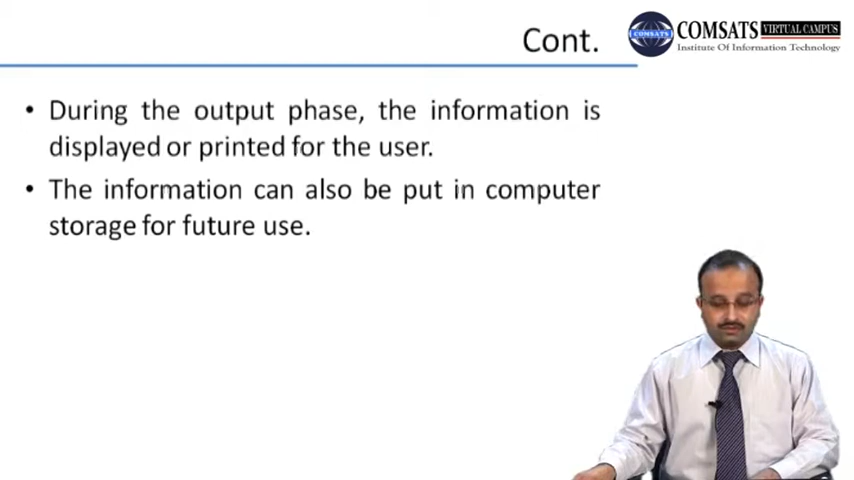 Cont.
COMSATS
COMSATS VIRTUAL CAMPUS
Institute Of Information Technology
• During the output phase, the information is
displayed or printed for the user.
• The information can also be put in computer
storage for future use.